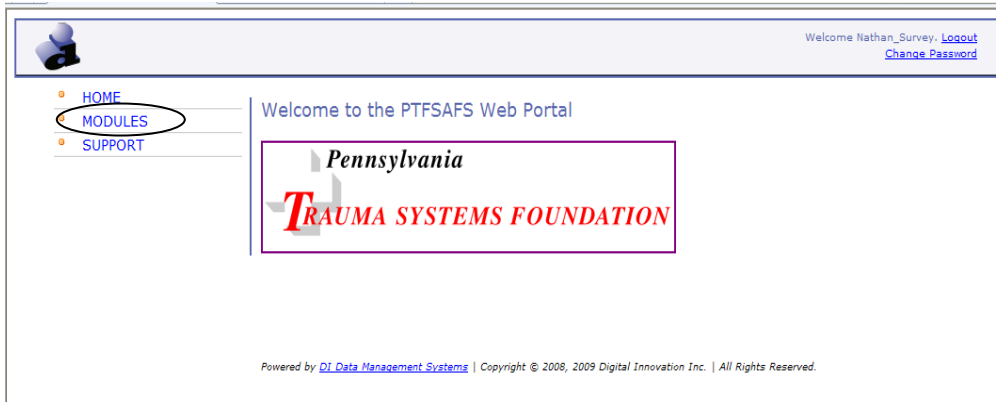 Welcome Nathan_Survey. Logout
Change Password
HOME
MODULES
SUPPORT
Welcome to the PTFSAFS Web Portal
Pennsylvania
TRAUMA SYSTEMS FOUNDATION
Powered by DI Data Management Systems | Copyright © 2008, 2009 Digital Innovation Inc. | All Rights Reserved.